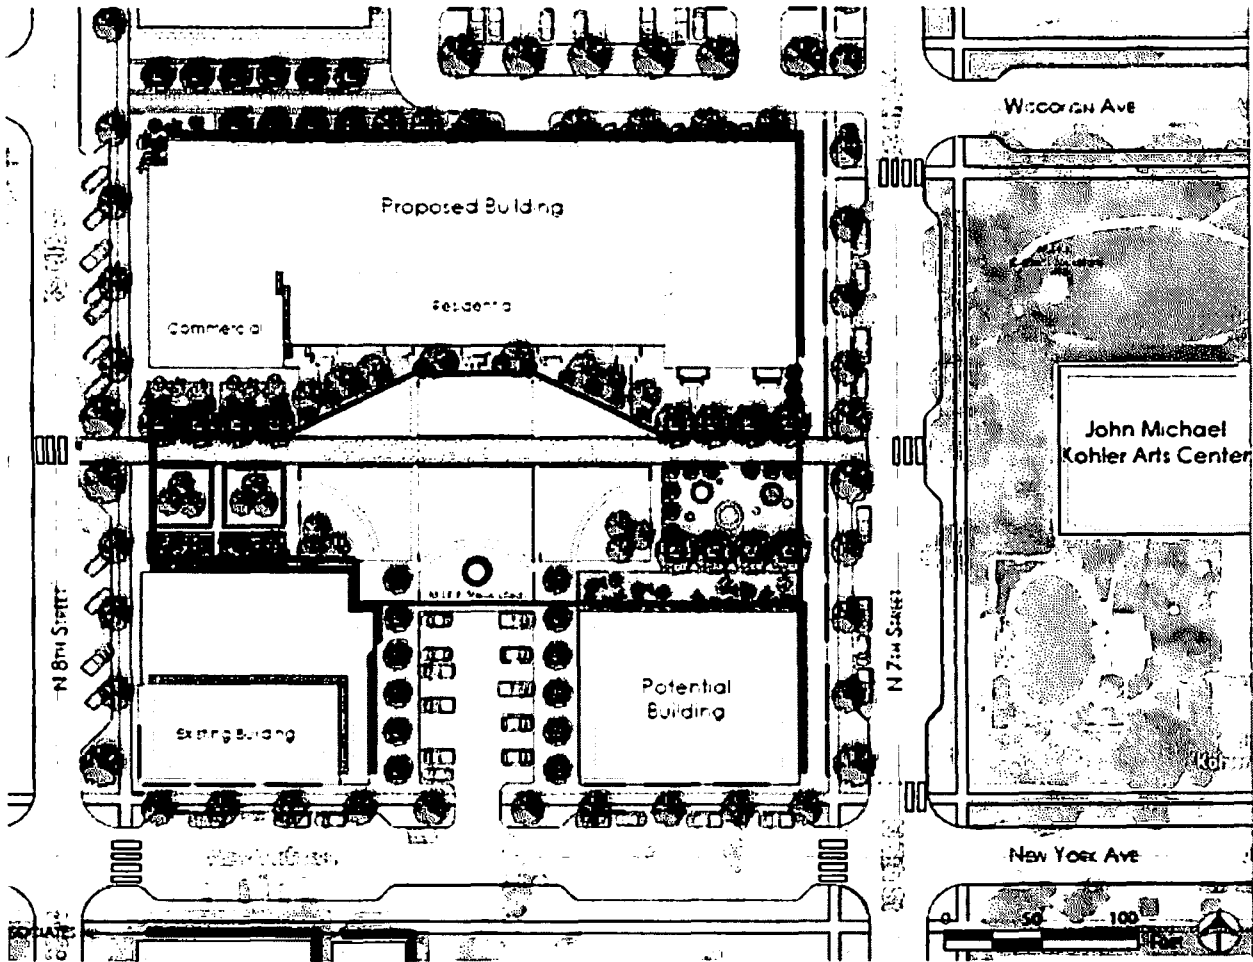 Wisconsin Ave
Proposed Building
Residential
Commercial
John Michael
Kohler Arts Center
N 8TH STREET
N 7TH STREET
Potential
Building
Existing Building
New York Ave
0 50 100
Feet